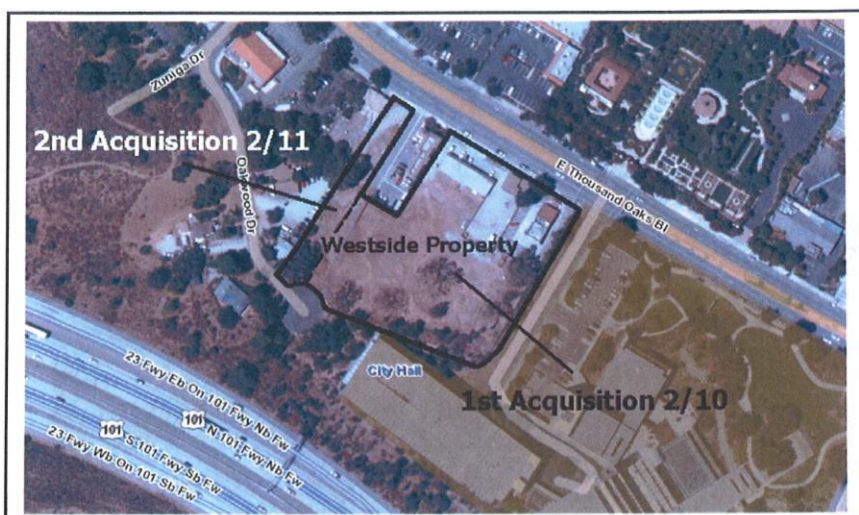 Zuniga Dr
2nd Acquisition 2/11
Oakwood Dr
E Thousand Oaks Bl
Westside Property
City Hall
1st Acquisition 2/10
23 Fwy Eb On 101 Fwy Nb Fw
101
N 101 Fwy Nb Fw
101
S 101 Fwy Sb Fw
23 Fwy Wb On 101 Sb Fw